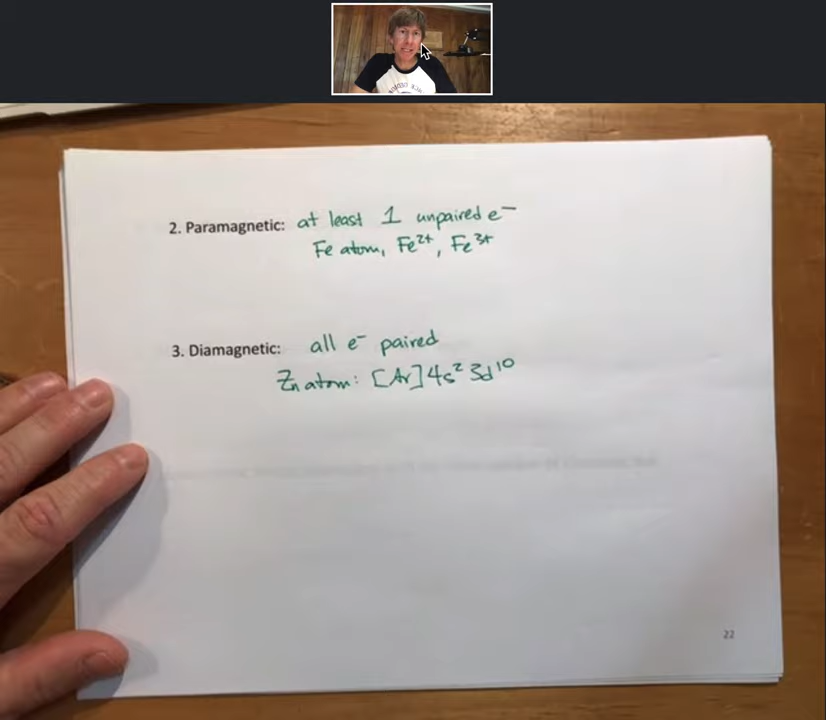 2. Paramagnetic: at least 1 unpaired e⁻
Fe atom, Fe²⁺, Fe³⁺
3. Diamagnetic: all e⁻ paired
Zn atom: [Ar]4s² 3d¹⁰
22